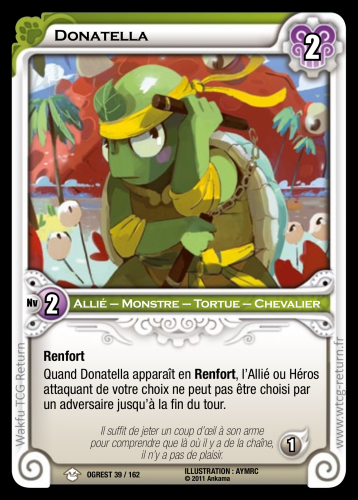 DONATELLA
2
Nv 2 ALLIÉ – MONSTRE – TORTUE – CHEVALIER
Renfort
Quand Donatella apparaît en Renfort, l'Allié ou Héros
attaquant de votre choix ne peut pas être choisi par
un adversaire jusqu'à la fin du tour.
Il suffit de jeter un coup d'œil à son arme
pour comprendre que là où il y a de la chaîne,
il n'y a pas de plaisir.
1
OGREST 39 / 162
ILLUSTRATION : AYMRC
© 2011 Ankama
Wakfu TCG Return
www.wtcg-return.fr